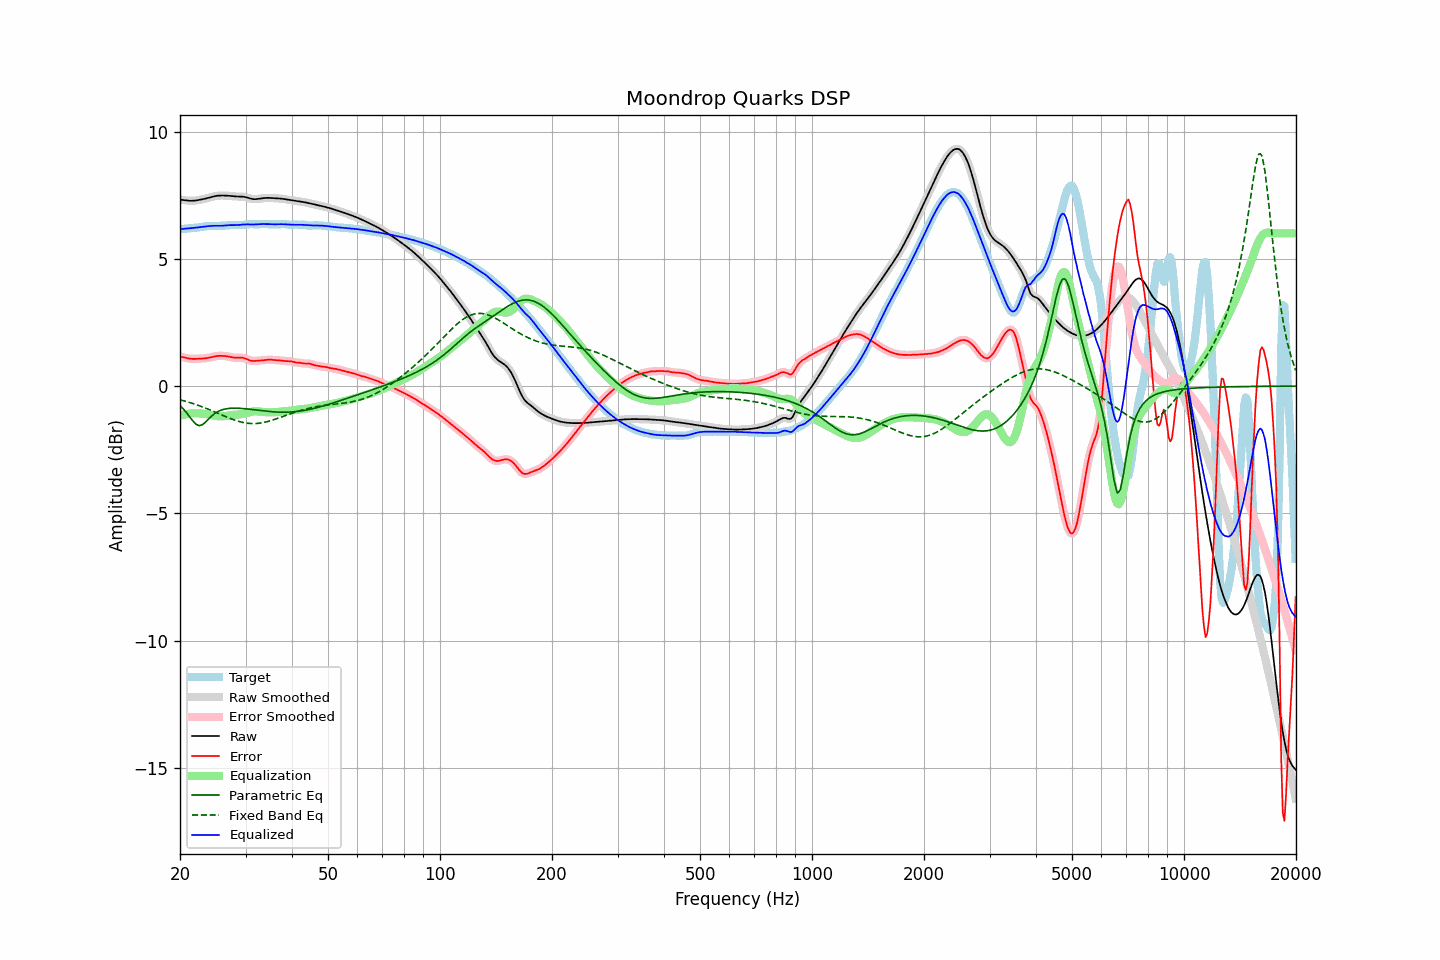 Moondrop Quarks DSP
Amplitude (dBr)
10
5
0
−5
−10
−15
Target
Raw Smoothed
Error Smoothed
Raw
Error
Equalization
Parametric Eq
Fixed Band Eq
Equalized
20 50 100 200 500 1000 2000 5000 10000 20000
Frequency (Hz)